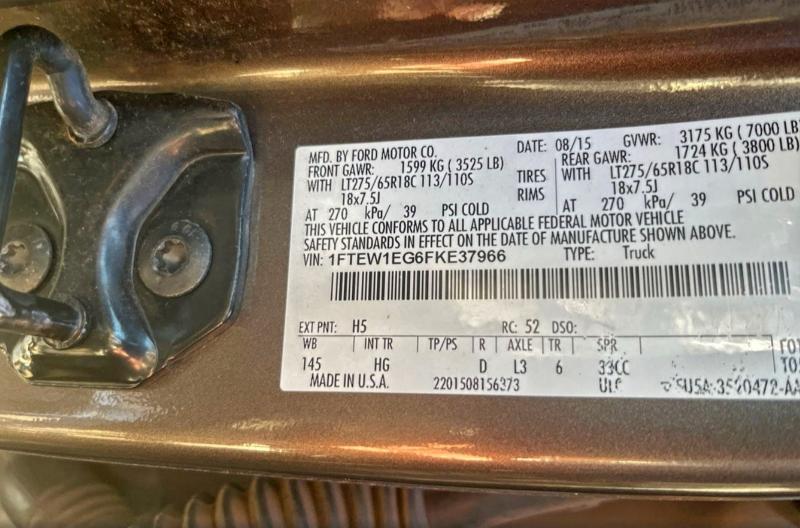 MFD. BY FORD MOTOR CO. DATE: 08/15 GVWR: 3175 KG ( 7000 LB
FRONT GAWR: 1599 KG ( 3525 LB) REAR GAWR: 1724 KG ( 3800 LB)
WITH LT275/65R18C 113/110S TIRES WITH LT275/65R18C 113/110S
18x7.5J RIMS 18x7.5J
AT 270 kPa/ 39 PSI COLD AT 270 kPa/ 39 PSI COLD
THIS VEHICLE CONFORMS TO ALL APPLICABLE FEDERAL MOTOR VEHICLE
SAFETY STANDARDS IN EFFECT ON THE DATE OF MANUFACTURE SHOWN ABOVE.
VIN: 1FTEW1EG6FKE37966 TYPE: Truck
EXT PNT: H5 RC: 52 DSO:
WB INT TR TP/PS R AXLE TR SPR
145 HG D L3 6 33CC
MADE IN U.S.A. 2201508156373